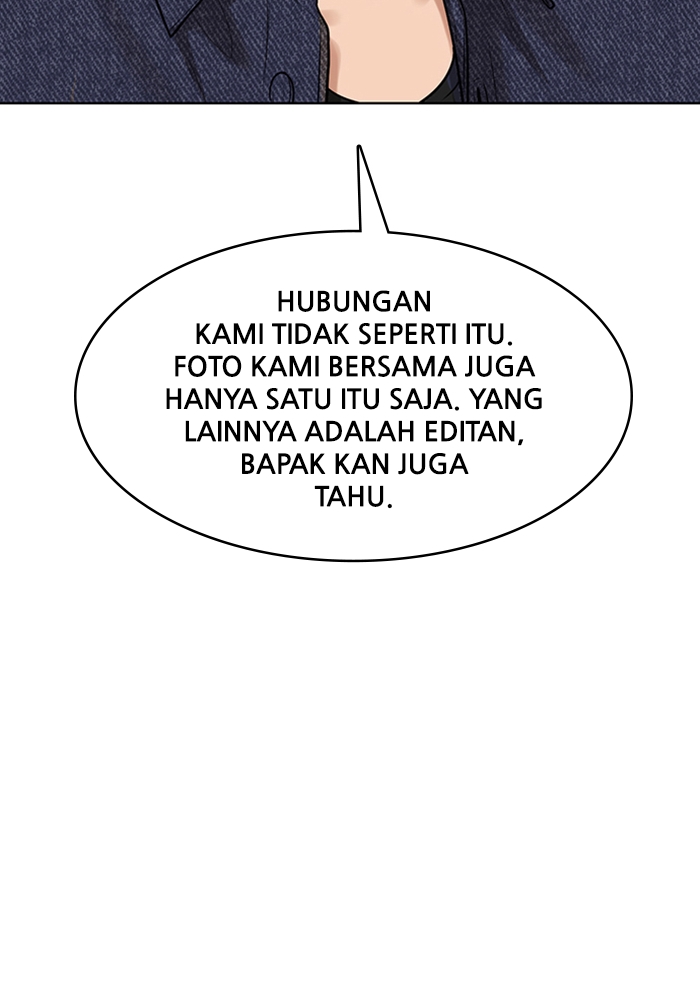 HUBUNGAN
KAMI TIDAK SEPERTI ITU.
FOTO KAMI BERSAMA JUGA
HANYA SATU ITU SAJA. YANG
LAINNYA ADALAH EDITAN,
BAPAK KAN JUGA
TAHU.